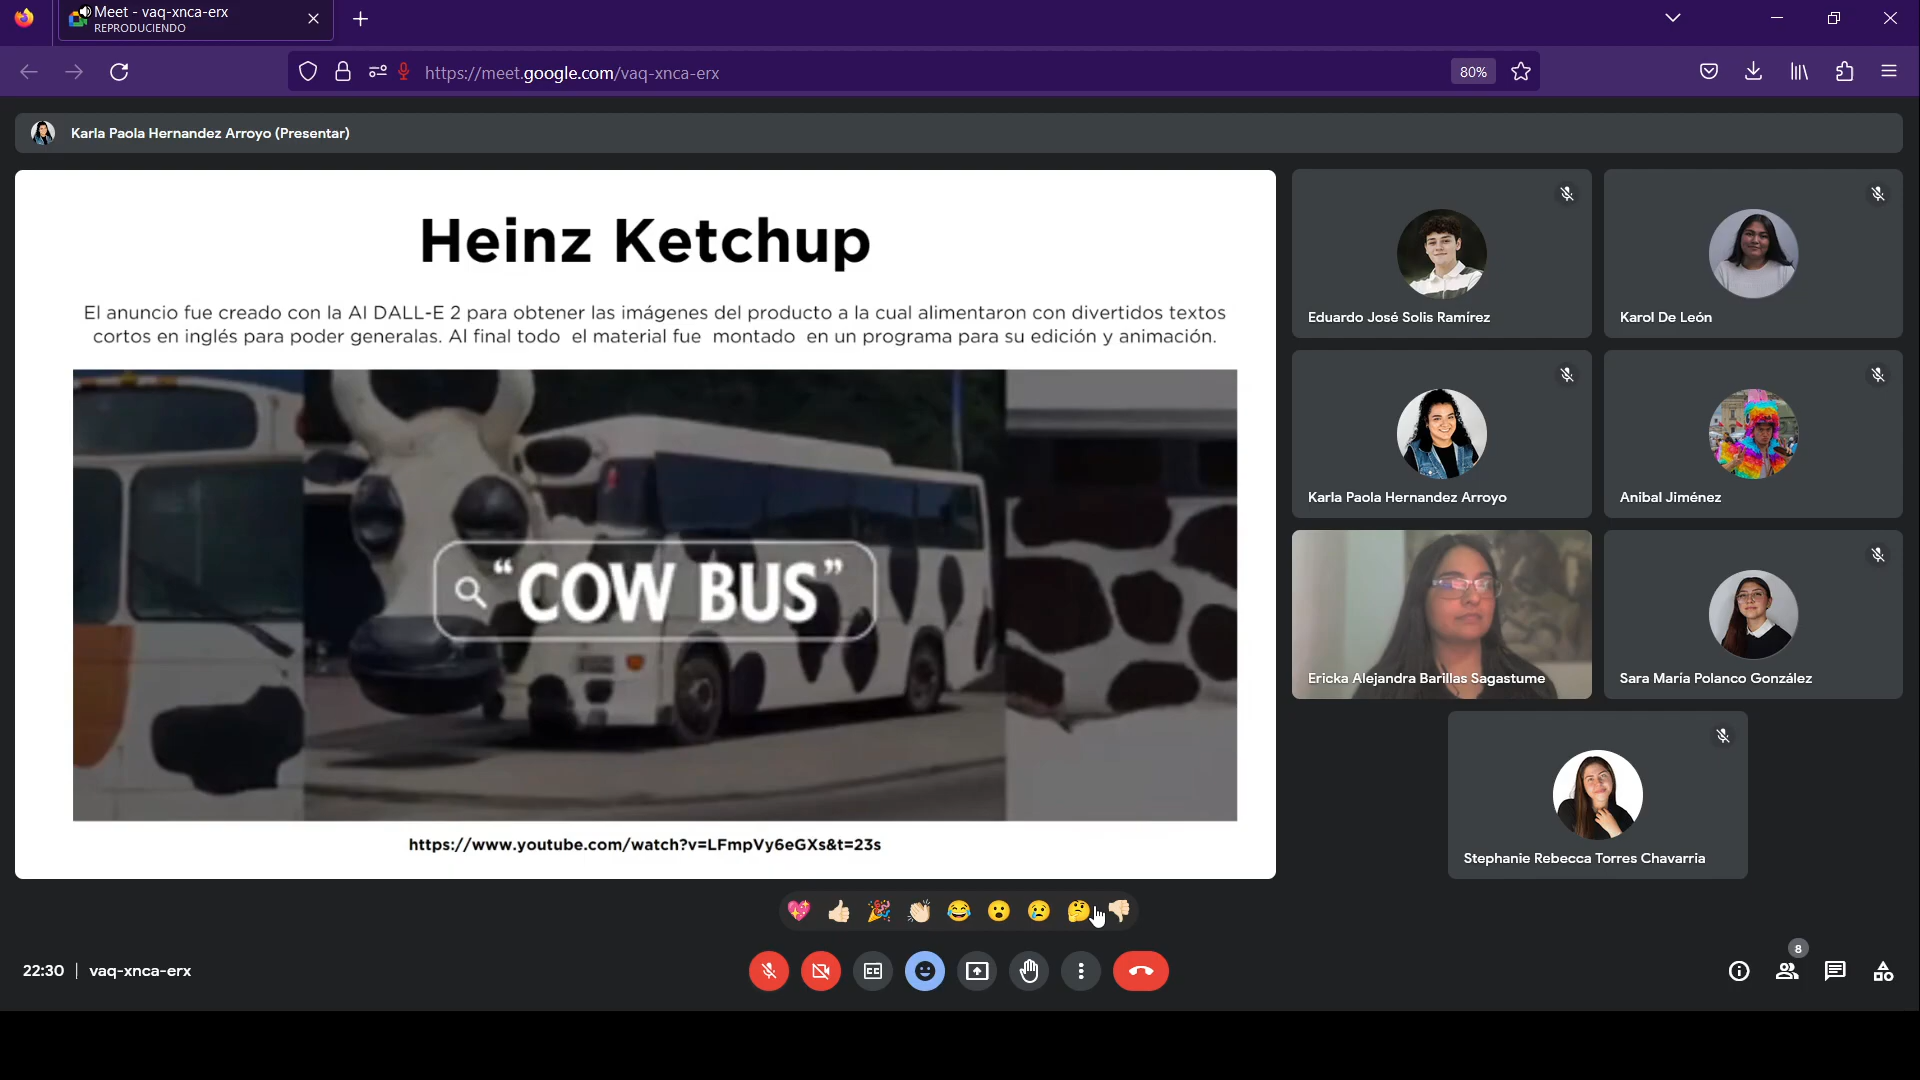 Meet - vaq-xnca-erx
REPRODUCIENDO
https://meet.google.com/vaq-xnca-erx
80%
Karla Paola Hernandez Arroyo (Presentar)
Heinz Ketchup
El anuncio fue creado con la AI DALL-E 2 para obtener las imágenes del producto a la cual alimentaron con divertidos textos
cortos en inglés para poder generalas. Al final todo el material fue montado en un programa para su edición y animación.
"COW BUS"
https://www.youtube.com/watch?v=LFmpVy6eGXs&t=23s
Eduardo José Solis Ramírez
Karol De León
Karla Paola Hernandez Arroyo
Anibal Jiménez
Ericka Alejandra Barillas Sagastume
Sara María Polanco González
Stephanie Rebecca Torres Chavarria
22:30 | vaq-xnca-erx
8